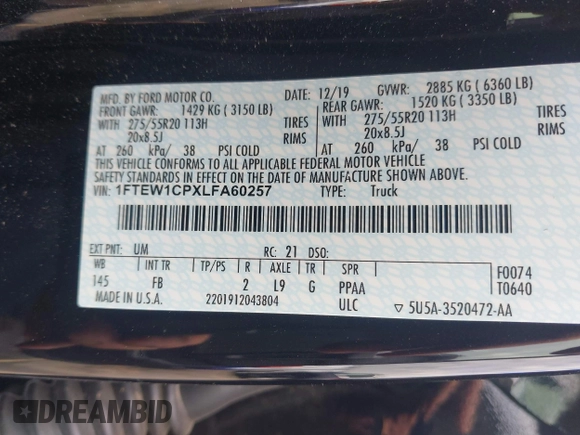 MFD. BY FORD MOTOR CO. DATE: 12/19 GVWR: 2885 KG ( 6360 LB)
FRONT GAWR: 1429 KG ( 3150 LB) REAR GAWR: 1520 KG ( 3350 LB)
WITH 275/55R20 113H TIRES WITH 275/55R20 113H TIRES
20x8.5J RIMS 20x8.5J RIMS
AT 260 kPa/ 38 PSI COLD AT 260 kPa/ 38 PSI COLD
THIS VEHICLE CONFORMS TO ALL APPLICABLE FEDERAL MOTOR VEHICLE
SAFETY STANDARDS IN EFFECT ON THE DATE OF MANUFACTURE SHOWN ABOVE.
VIN: 1FTEW1CPXLFA60257 TYPE: Truck
EXT PNT: UM RC: 21 DSO:
WB INT TR TP/PS R AXLE TR SPR F0074
145 FB 2 L9 G PPAA T0640
2201912043804 ULC ▽ 5U5A-3520472-AA
DREAMBID